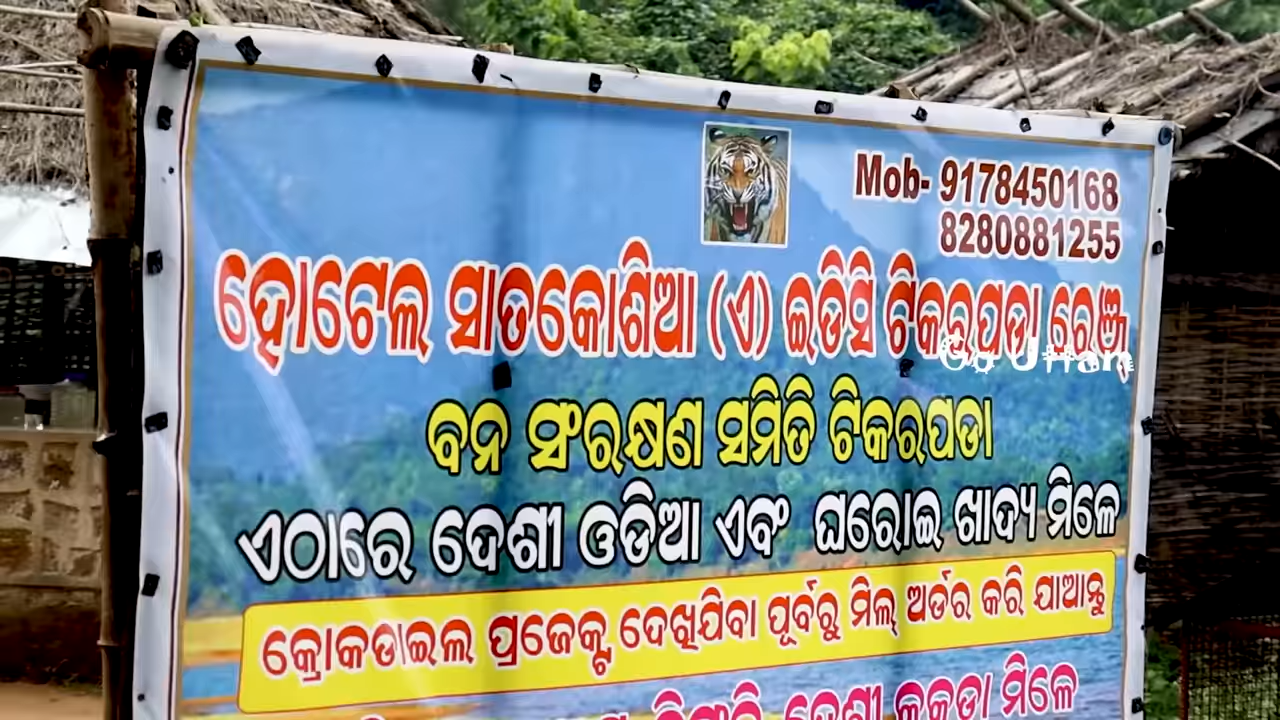 Mob- 9178450168
8280881255
ହୋଟେଲ ସାତକୋଶିଆ (ଏ) ଇଡିସି ଟିକରପଡା ରେଞ୍ଜ
ବନ ସଂରକ୍ଷଣ ସମିତି ଟିକରପଡା
ଏଠାରେ ଦେଶୀ ଓଡିଆ ଏବଂ ଘରୋଇ ଖାଦ୍ୟ ମିଳେ
କ୍ରୋକଡାଇଲ ପ୍ରଜେକ୍ଟ ଦେଖିଯିବା ପୂର୍ବରୁ ମିଲ୍ ଅର୍ଡର କରି ଯାଆନ୍ତୁ
ଦେଶୀ କୁକୁଡା ମିଳେ